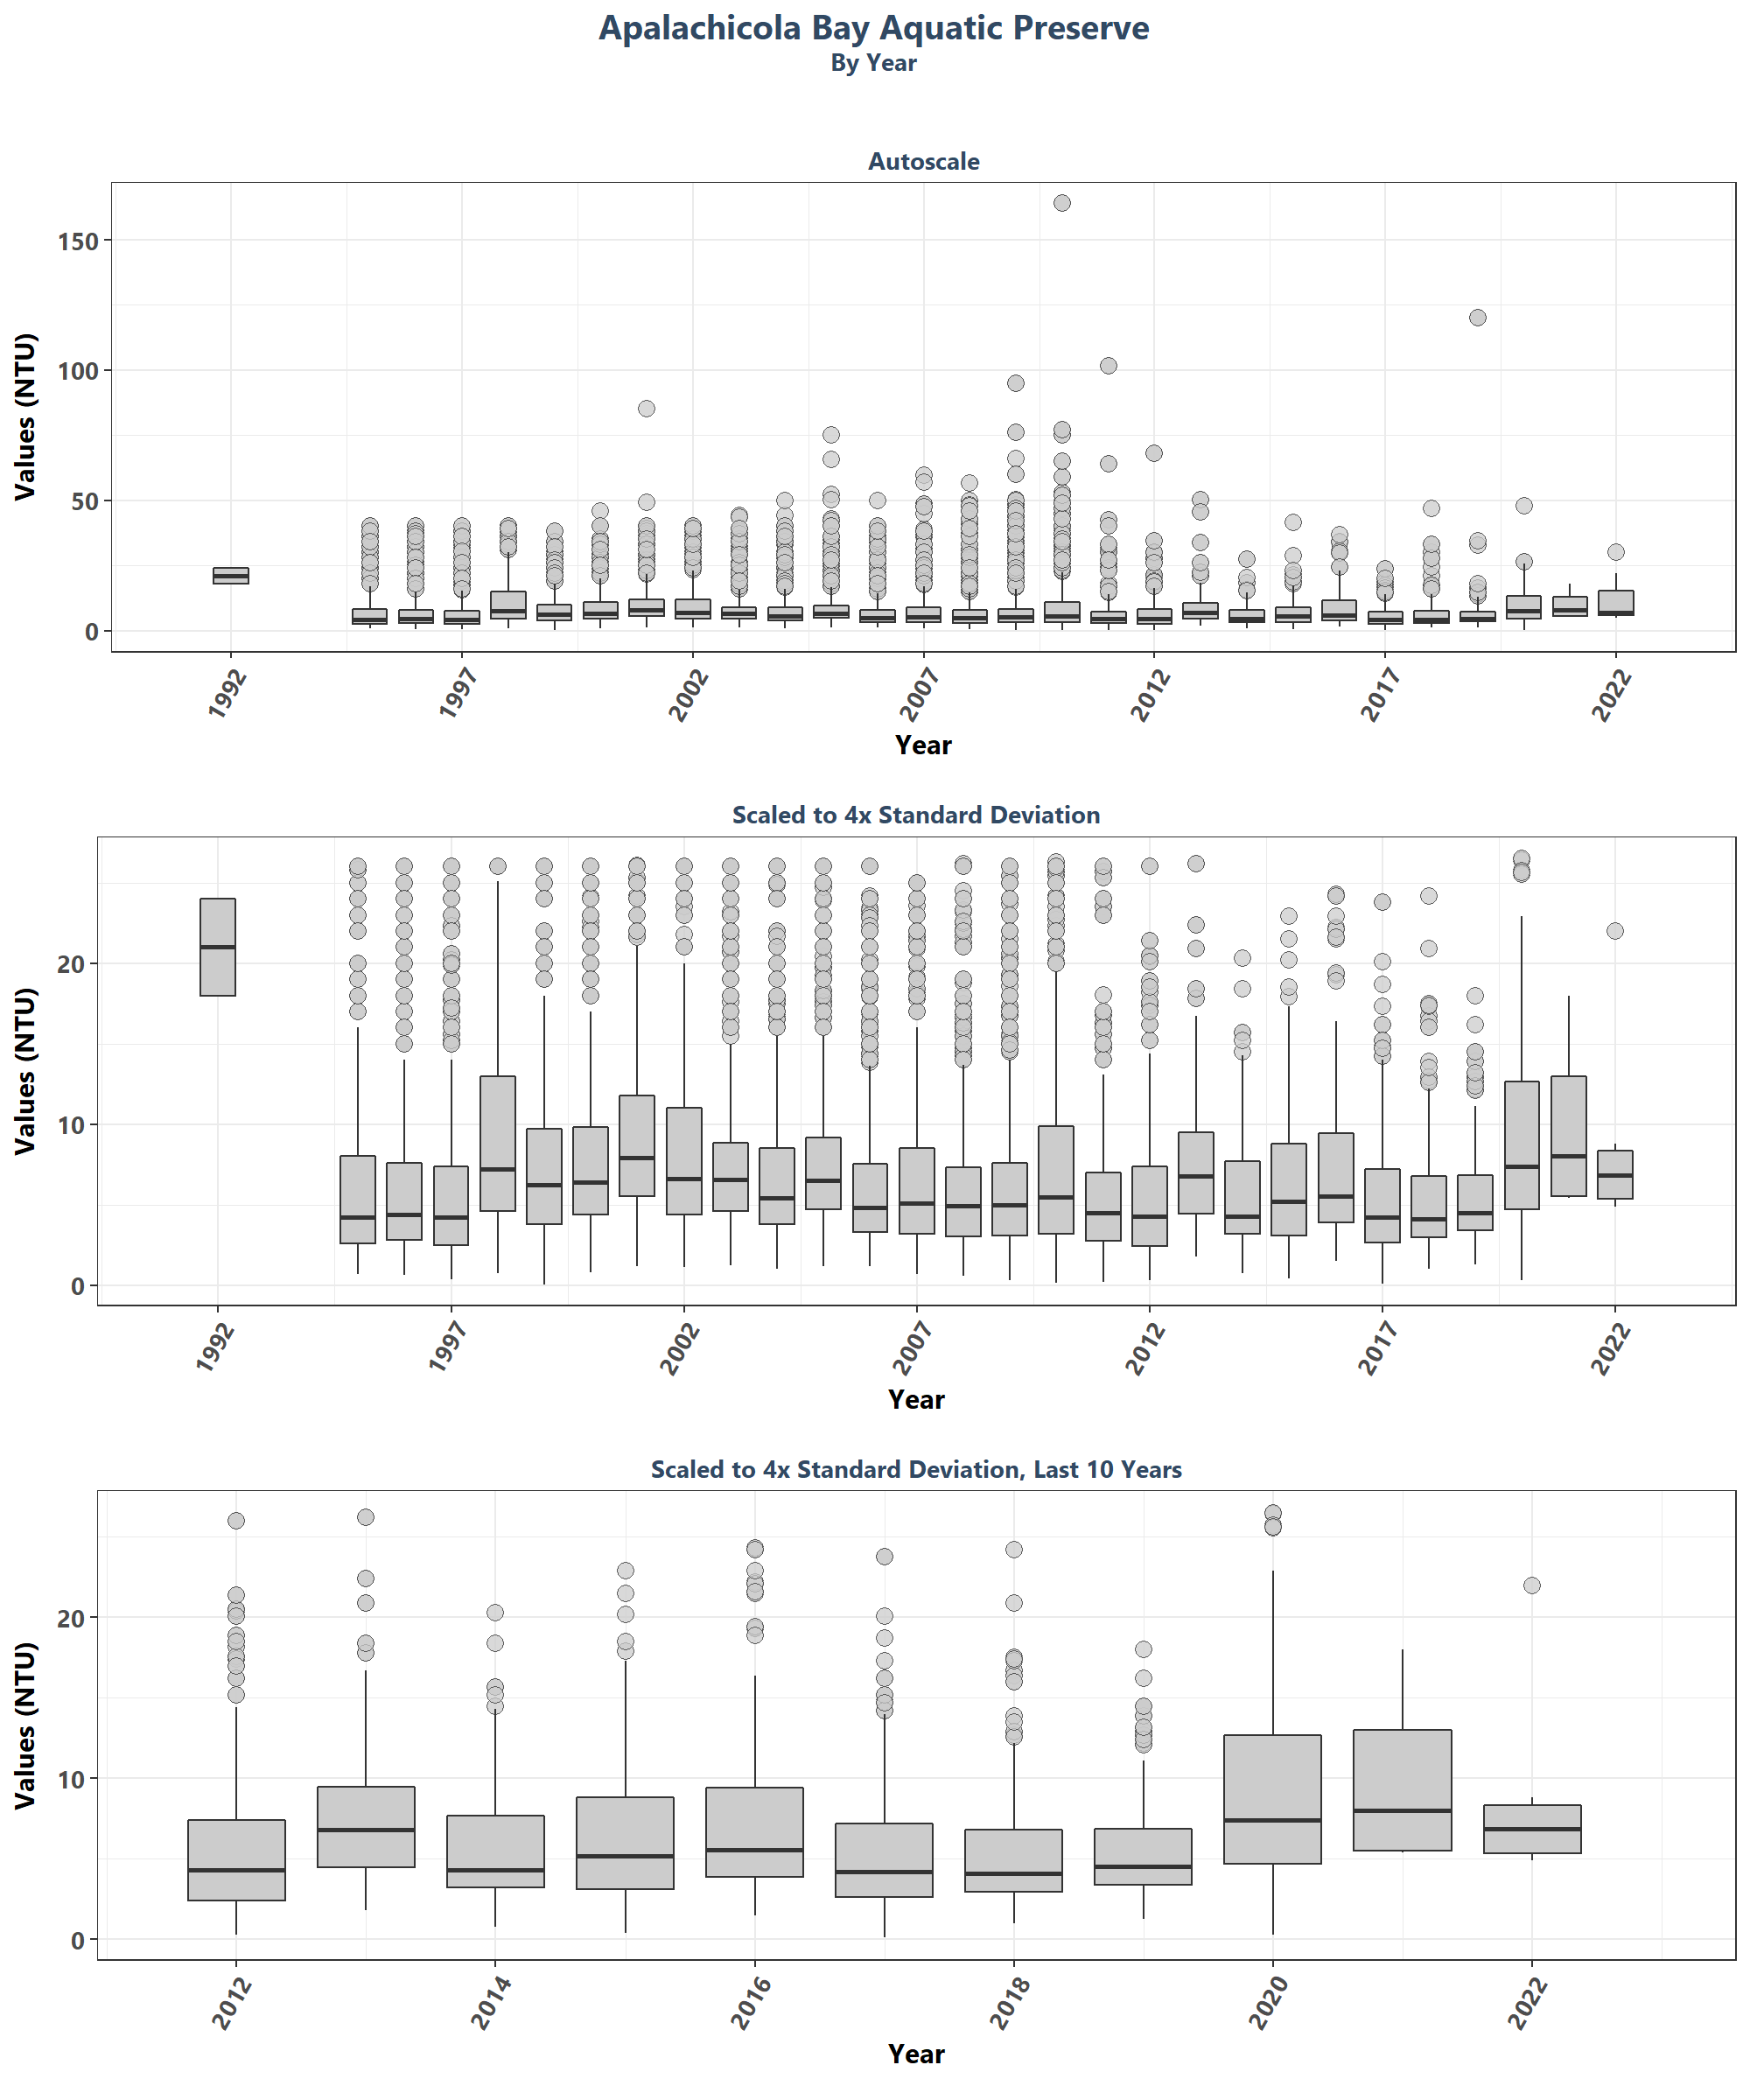 Apalachicola Bay Aquatic Preserve
By Year
Autoscale
Values (NTU)
150
100
50
0
1992 1997 2002 2007 2012 2017 2022
Year
Scaled to 4x Standard Deviation
Values (NTU)
20
10
0
1992 1997 2002 2007 2012 2017 2022
Year
Scaled to 4x Standard Deviation, Last 10 Years
Values (NTU)
20
10
0
2012 2014 2016 2018 2020 2022
Year